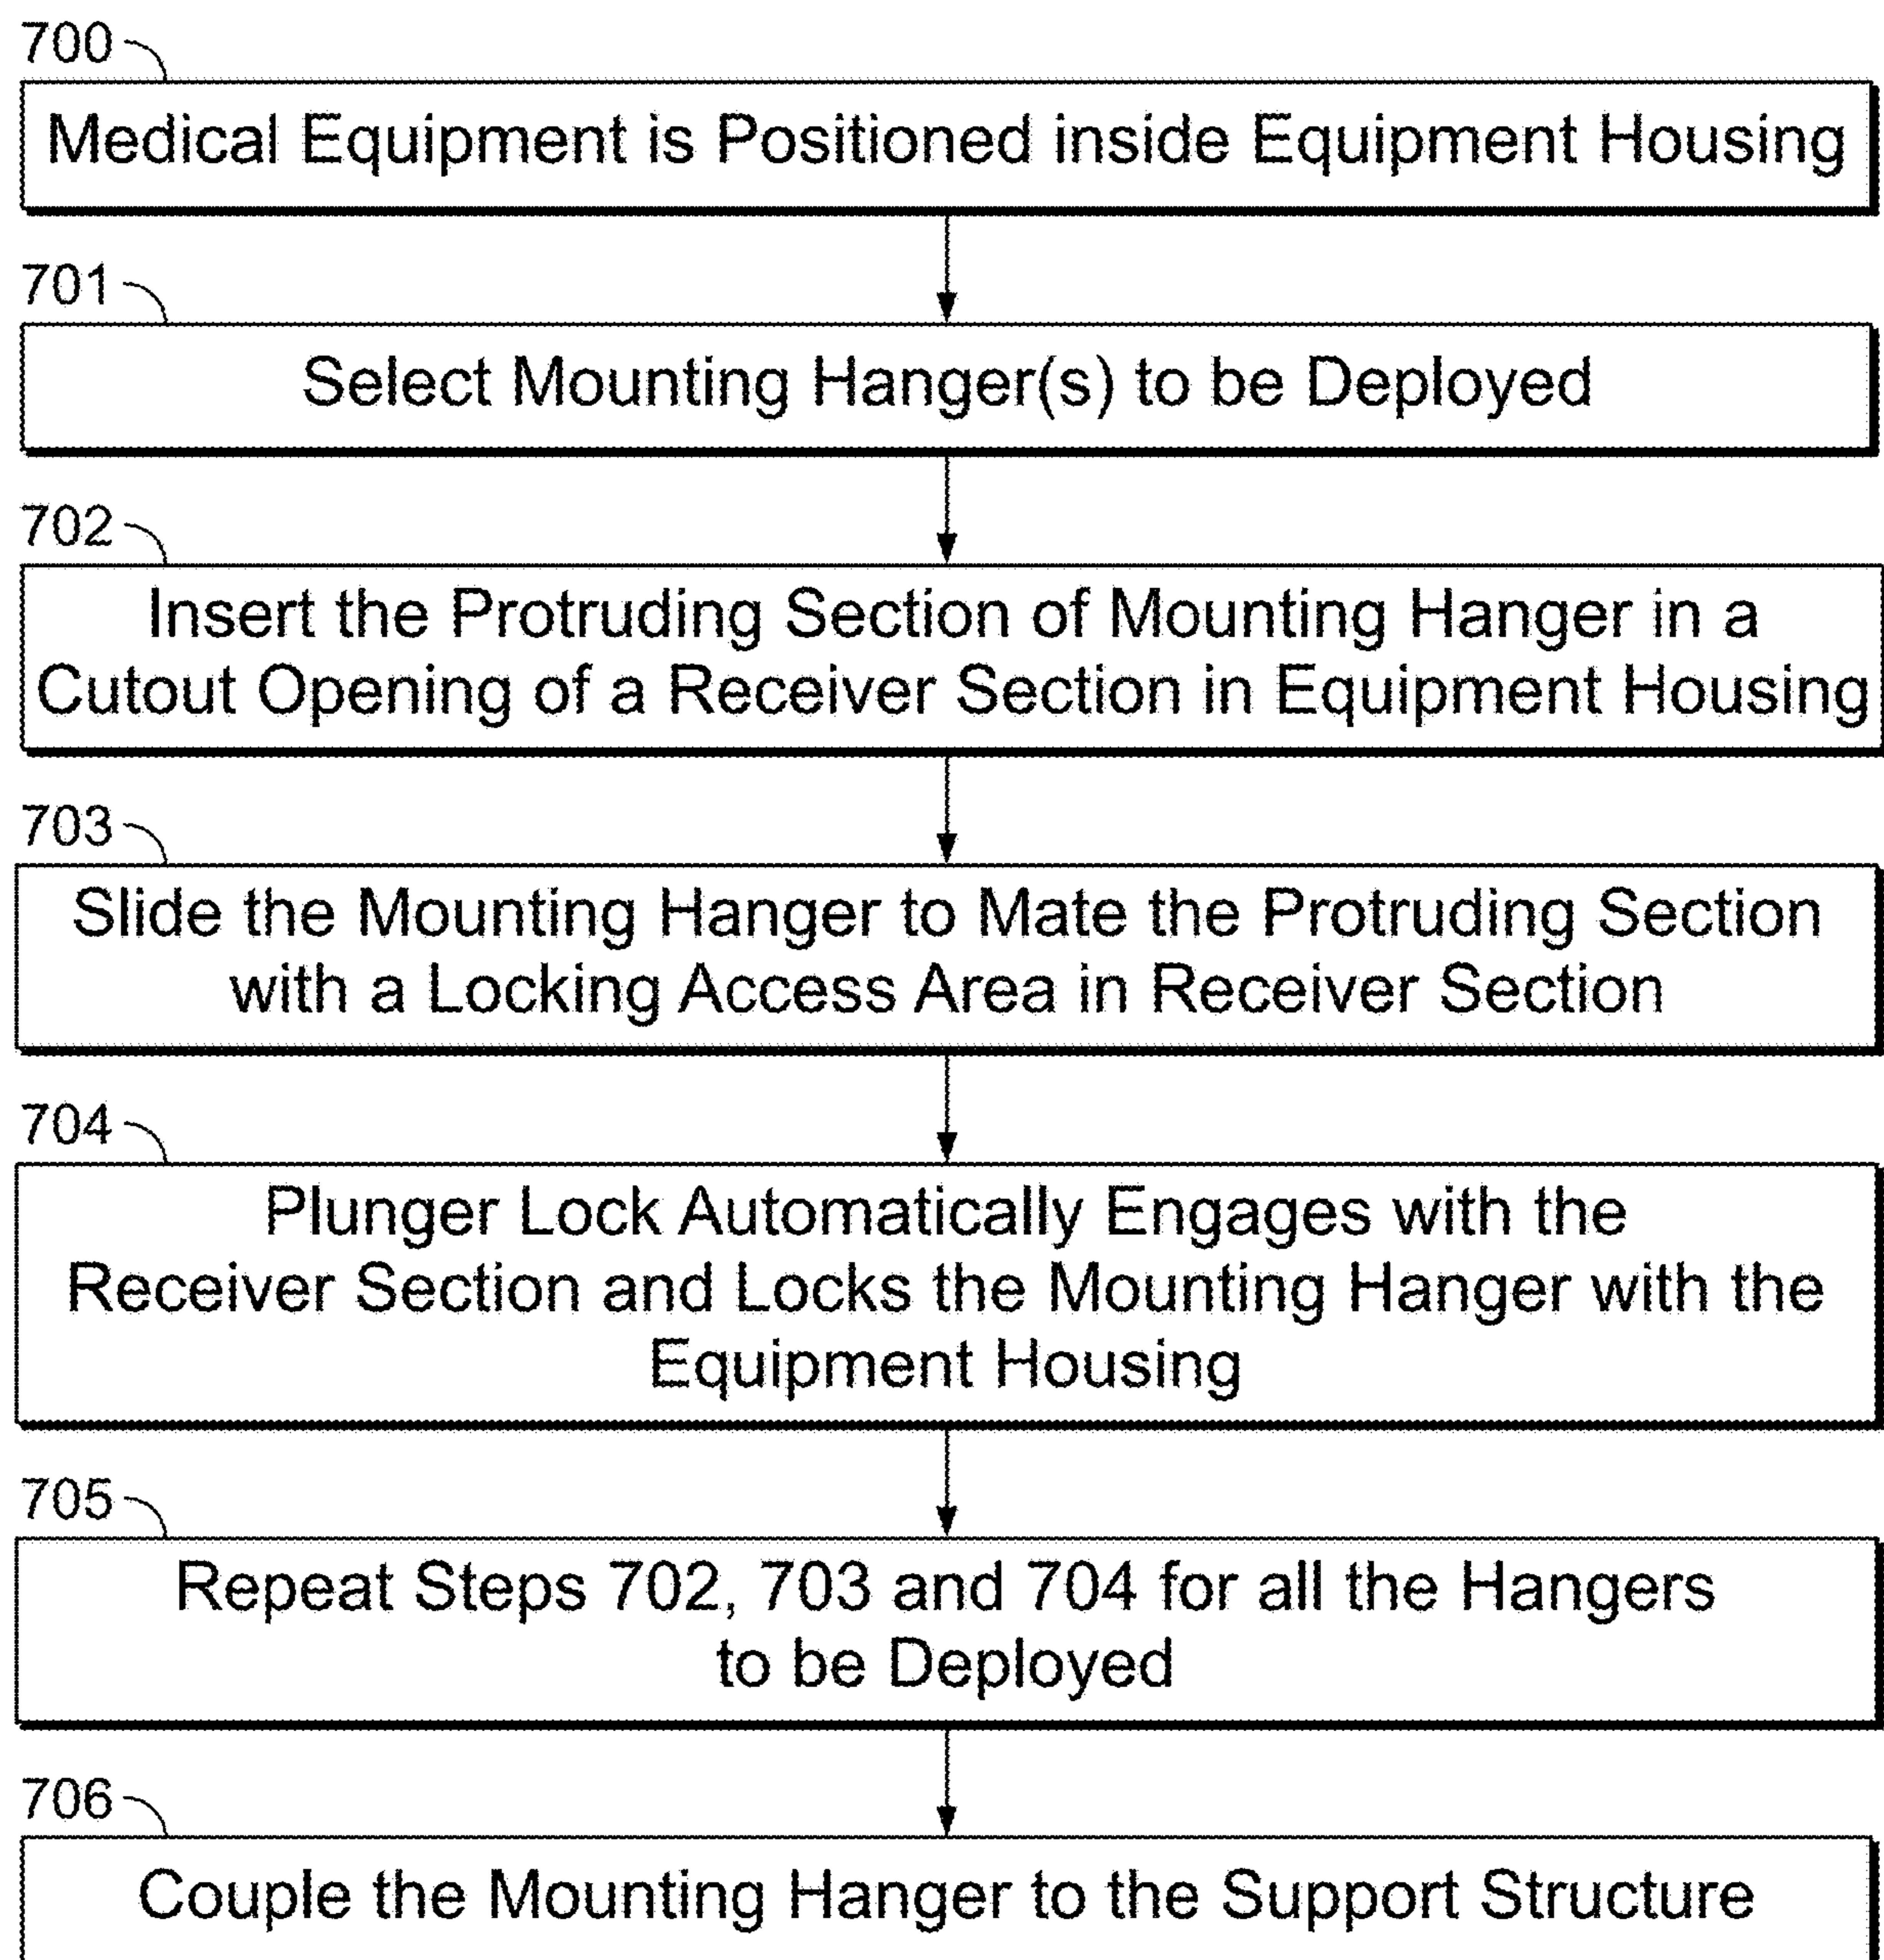 700
Medical Equipment is Positioned inside Equipment Housing
701
Select Mounting Hanger(s) to be Deployed
702
Insert the Protruding Section of Mounting Hanger in a
Cutout Opening of a Receiver Section in Equipment Housing
703
Slide the Mounting Hanger to Mate the Protruding Section
with a Locking Access Area in Receiver Section
704
Plunger Lock Automatically Engages with the
Receiver Section and Locks the Mounting Hanger with the
Equipment Housing
705
Repeat Steps 702, 703 and 704 for all the Hangers
to be Deployed
706
Couple the Mounting Hanger to the Support Structure